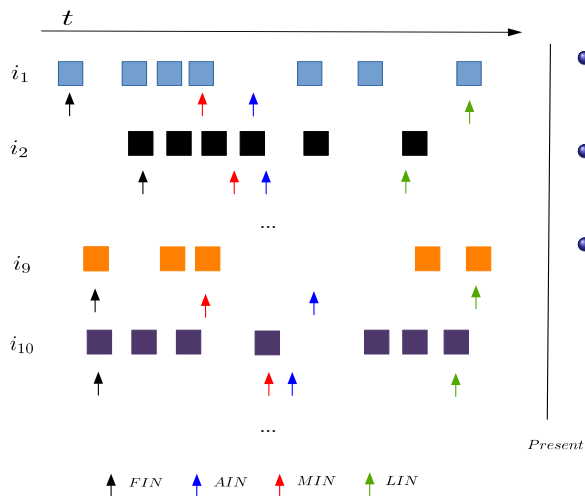 t
i1
i2
...
i9
i10
...
Present
FIN AIN MIN LIN